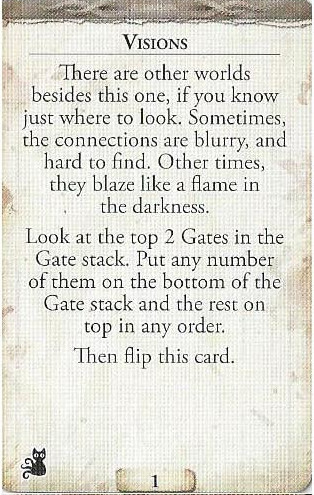 Visions
There are other worlds
besides this one, if you know
just where to look. Sometimes,
the connections are blurry, and
hard to find. Other times,
they blaze like a flame in
the darkness.
Look at the top 2 Gates in the
Gate stack. Put any number
of them on the bottom of the
Gate stack and the rest on
top in any order.
Then flip this card.
1